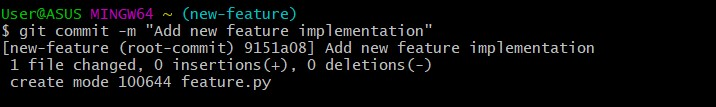 User@ASUS MINGW64 ~ (new-feature)
$ git commit -m "Add new feature implementation"
[new-feature (root-commit) 9151a08] Add new feature implementation
 1 file changed, 0 insertions(+), 0 deletions(-)
 create mode 100644 feature.py